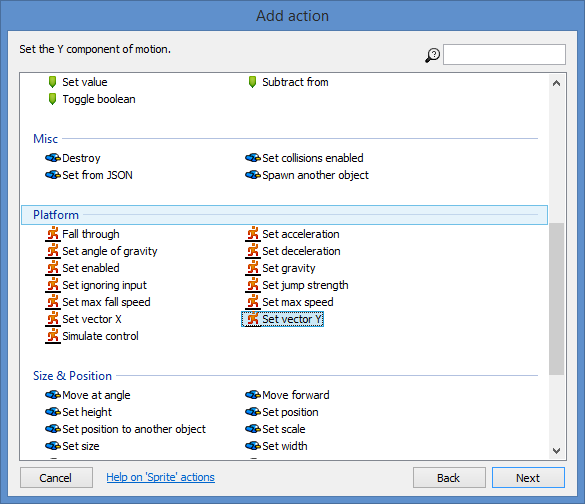 Add action
Set the Y component of motion.
Set value Subtract from
Toggle boolean
Misc
Destroy Set collisions enabled
Set from JSON Spawn another object
Platform
Fall through Set acceleration
Set angle of gravity Set deceleration
Set enabled Set gravity
Set ignoring input Set jump strength
Set max fall speed Set max speed
Set vector X Set vector Y
Simulate control
Size & Position
Move at angle Move forward
Set height Set position
Set position to another object Set scale
Set size Set width
Cancel Help on 'Sprite' actions Back Next